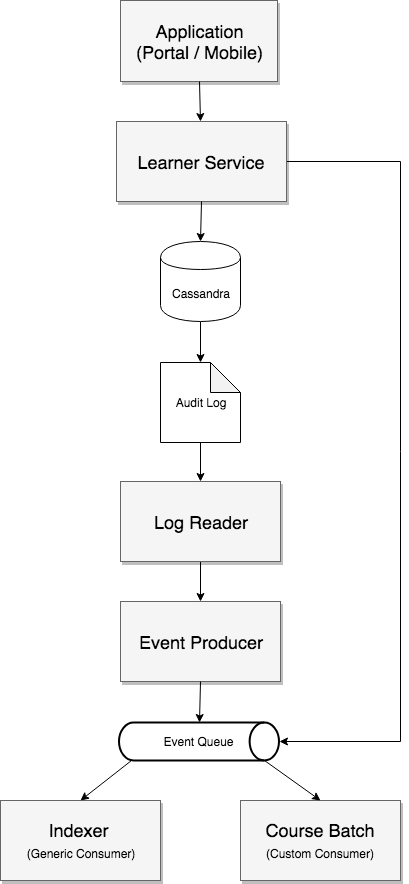 Application
(Portal / Mobile)
Learner Service
Cassandra
Audit Log
Log Reader
Event Producer
Event Queue
Indexer
(Generic Consumer)
Course Batch
(Custom Consumer)